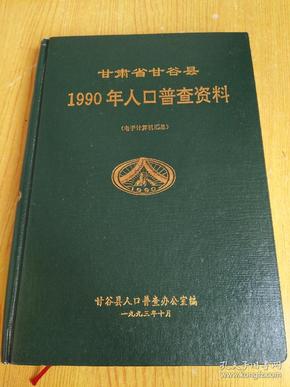 甘肃省甘谷县
1990年人口普查资料
(电子计算机汇总)
1990
甘谷县人口普查办公室编
一九九三年十月